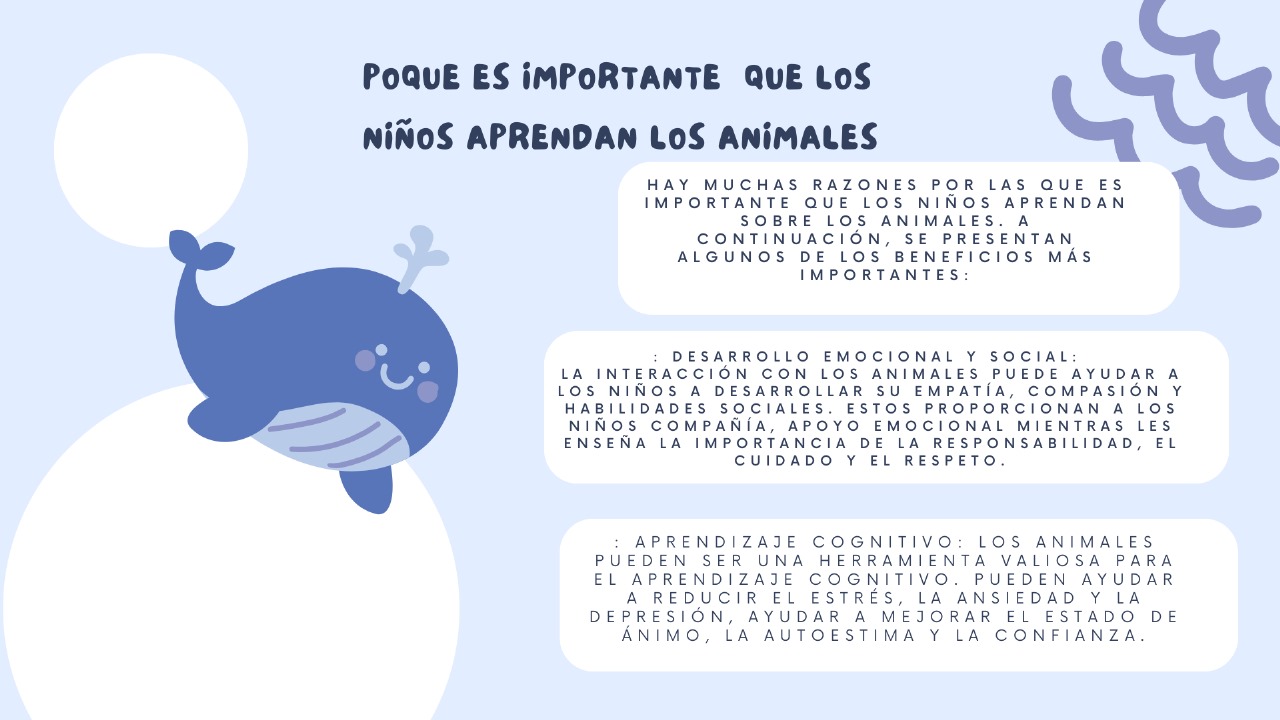 POQUE ES IMPORTANTE  QUE LOS
NIÑOS APRENDAN LOS ANIMALES
HAY MUCHAS RAZONES POR LAS QUE ES
IMPORTANTE QUE LOS NIÑOS APRENDAN
SOBRE LOS ANIMALES. A
CONTINUACIÓN, SE PRESENTAN
ALGUNOS DE LOS BENEFICIOS MÁS
IMPORTANTES:
: DESARROLLO EMOCIONAL Y SOCIAL:
LA INTERACCIÓN CON LOS ANIMALES PUEDE AYUDAR A
LOS NIÑOS A DESARROLLAR SU EMPATÍA, COMPASIÓN Y
HABILIDADES SOCIALES. ESTOS PROPORCIONAN A LOS
NIÑOS COMPAÑÍA, APOYO EMOCIONAL MIENTRAS LES
ENSEÑA LA IMPORTANCIA DE LA RESPONSABILIDAD, EL
CUIDADO Y EL RESPETO.
: APRENDIZAJE COGNITIVO: LOS ANIMALES
PUEDEN SER UNA HERRAMIENTA VALIOSA PARA
EL APRENDIZAJE COGNITIVO. PUEDEN AYUDAR
A REDUCIR EL ESTRÉS, LA ANSIEDAD Y LA
DEPRESIÓN, AYUDAR A MEJORAR EL ESTADO DE
ÁNIMO, LA AUTOESTIMA Y LA CONFIANZA.